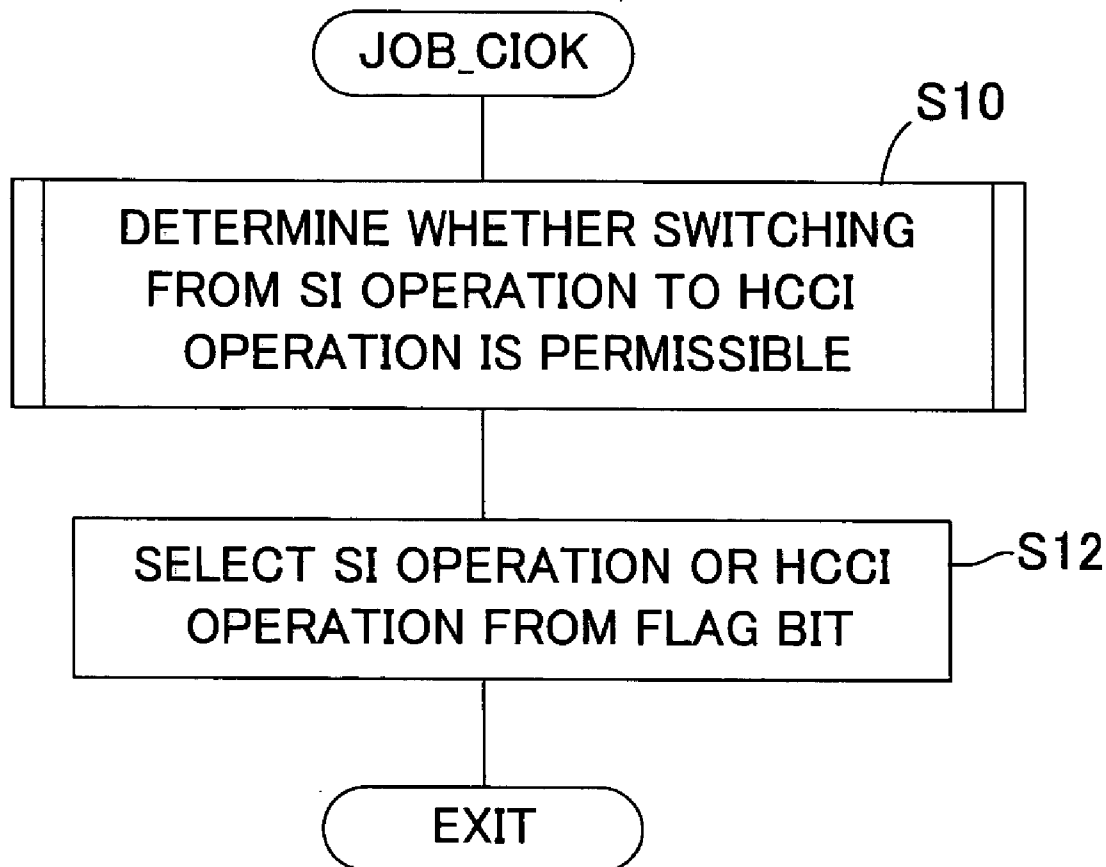 JOB_CIOK
S10
DETERMINE WHETHER SWITCHING
FROM SI OPERATION TO HCCI
OPERATION IS PERMISSIBLE
S12
SELECT SI OPERATION OR HCCI
OPERATION FROM FLAG BIT
EXIT